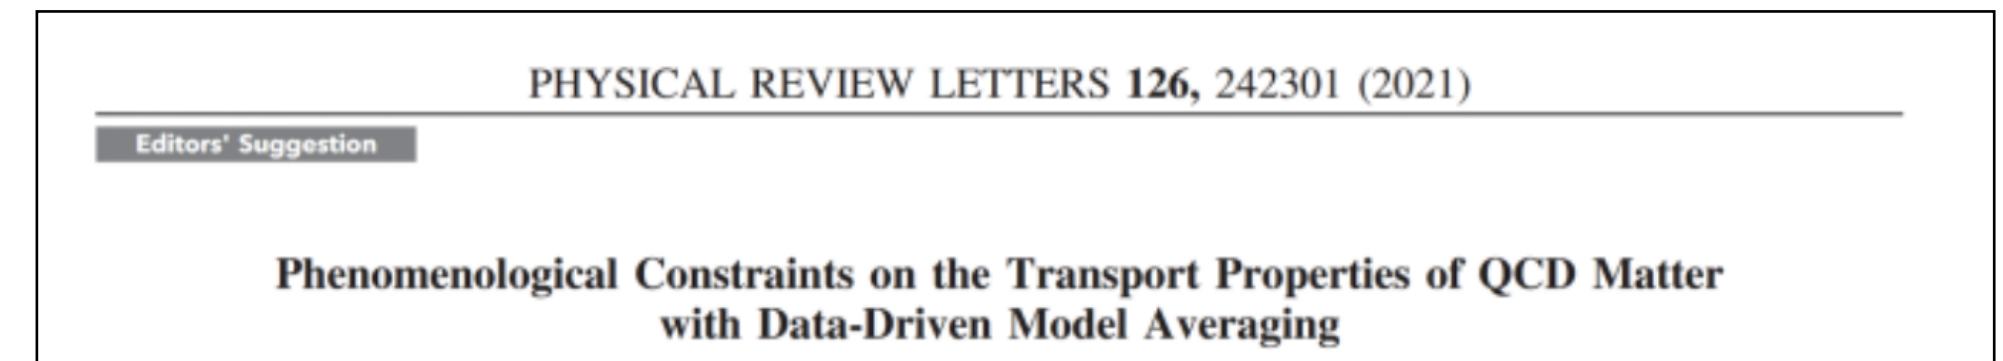 PHYSICAL REVIEW LETTERS 126, 242301 (2021)
Editors' Suggestion
Phenomenological Constraints on the Transport Properties of QCD Matter
with Data-Driven Model Averaging